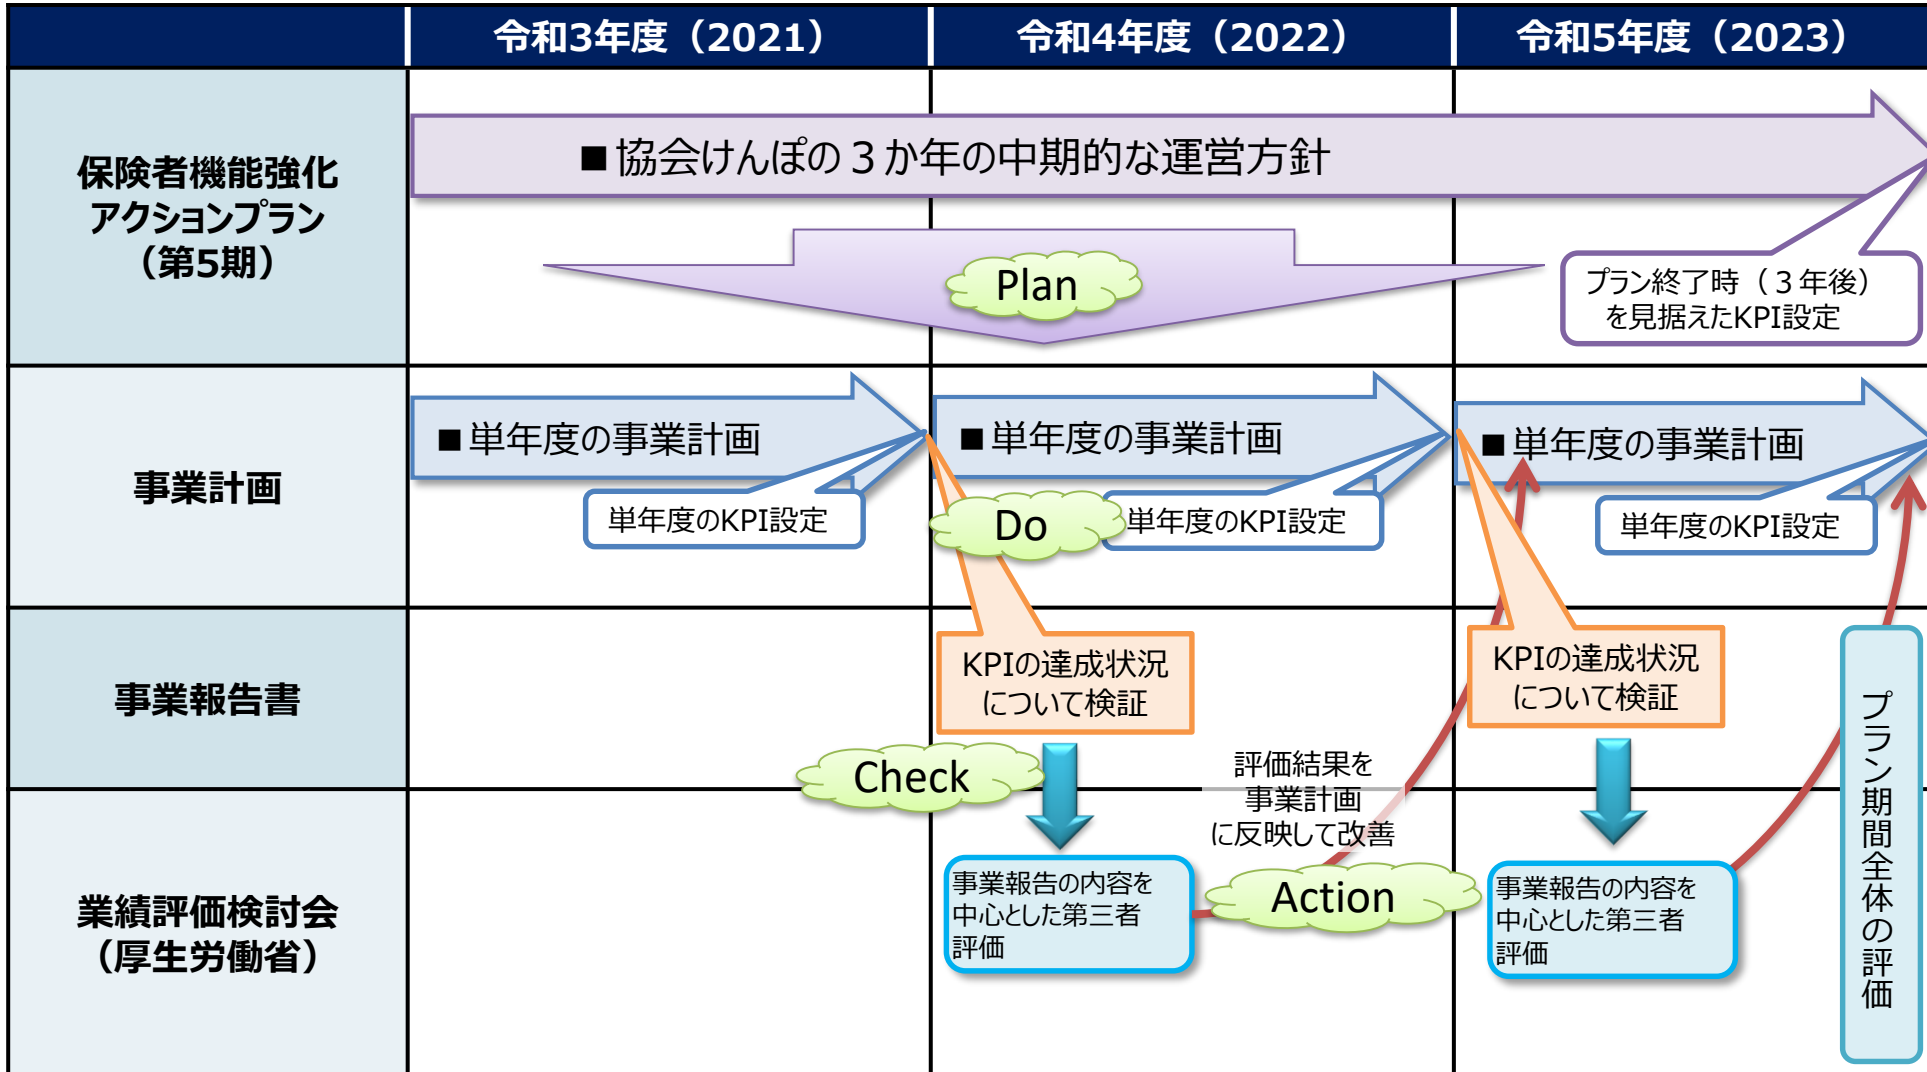 令和3年度（2021）
令和4年度（2022）
令和5年度（2023）
保険者機能強化
アクションプラン
（第5期）
■協会けんぽの３か年の中期的な運営方針
Plan
プラン終了時（３年後）
を見据えたKPI設定
事業計画
■単年度の事業計画
単年度のKPI設定
■単年度の事業計画
Do
単年度のKPI設定
■単年度の事業計画
単年度のKPI設定
事業報告書
KPIの達成状況
について検証
KPIの達成状況
について検証
Check
評価結果を
事業計画
に反映して改善
プラン期間全体の評価
業績評価検討会
（厚生労働省）
事業報告の内容を
中心とした第三者
評価
Action
事業報告の内容を
中心とした第三者
評価